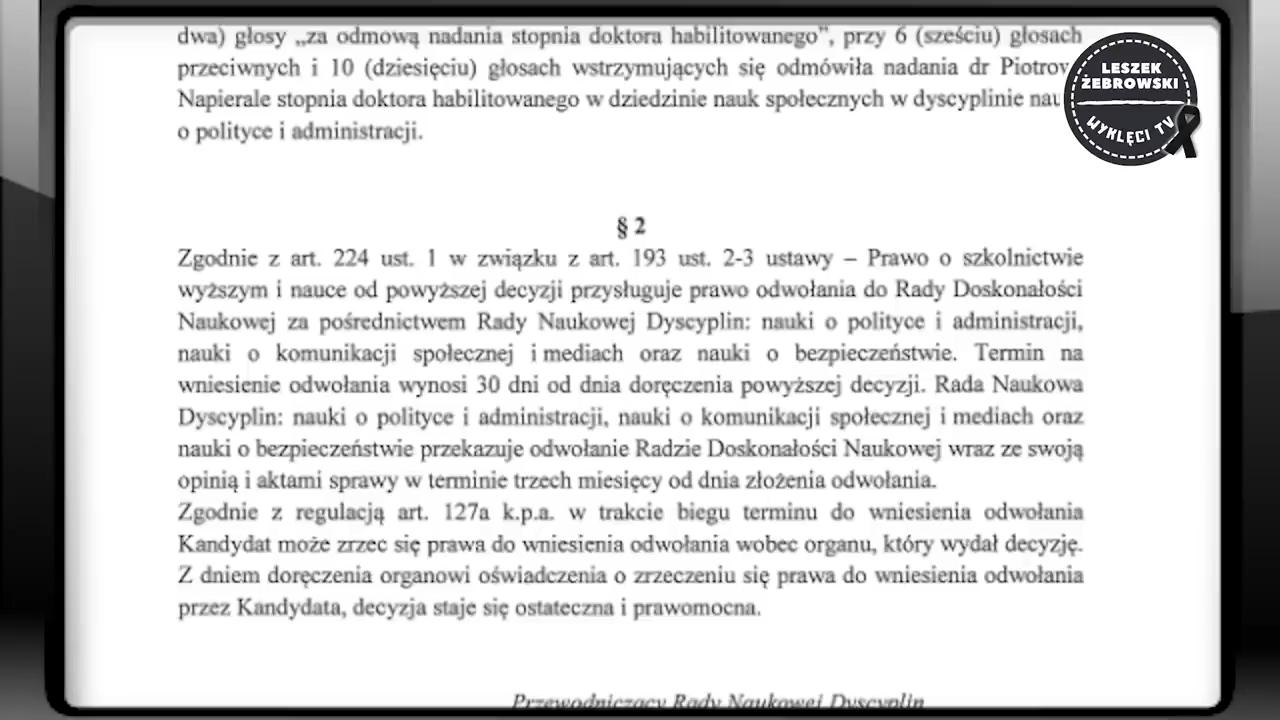 dwa) głosy „za odmową nadania stopnia doktora habilitowanego”, przy 6 (sześciu) głosach
przeciwnych i 10 (dziesięciu) głosach wstrzymujących się odmówiła nadania dr
Napierale stopnia doktora habilitowanego w dziedzinie nauk społecznych w dyscyplinie
o polityce i administracji.
LESZEK
ŻEBROWSKI
WYKLĘCI TV
§ 2
Zgodnie z art. 224 ust. 1 w związku z art. 193 ust. 2-3 ustawy – Prawo o szkolnictwie
wyższym i nauce od powyższej decyzji przysługuje prawo odwołania do Rady Doskonałości
Naukowej za pośrednictwem Rady Naukowej Dyscyplin: nauki o polityce i administracji,
nauki o komunikacji społecznej i mediach oraz nauki o bezpieczeństwie. Termin na
wniesienie odwołania wynosi 30 dni od dnia doręczenia powyższej decyzji. Rada Naukowa
Dyscyplin: nauki o polityce i administracji, nauki o komunikacji społecznej i mediach oraz
nauki o bezpieczeństwie przekazuje odwołanie Radzie Doskonałości Naukowej wraz ze swoją
opinią i aktami sprawy w terminie trzech miesięcy od dnia złożenia odwołania.
Zgodnie z regulacją art. 127a k.p.a. w trakcie biegu terminu do wniesienia odwołania
Kandydat może zrzec się prawa do wniesienia odwołania wobec organu, który wydał decyzję.
Z dniem doręczenia organowi oświadczenia o zrzeczeniu się prawa do wniesienia odwołania
przez Kandydata, decyzja staje się ostateczna i prawomocna.
Przewodniczący Rady Naukowej Dyscyplin